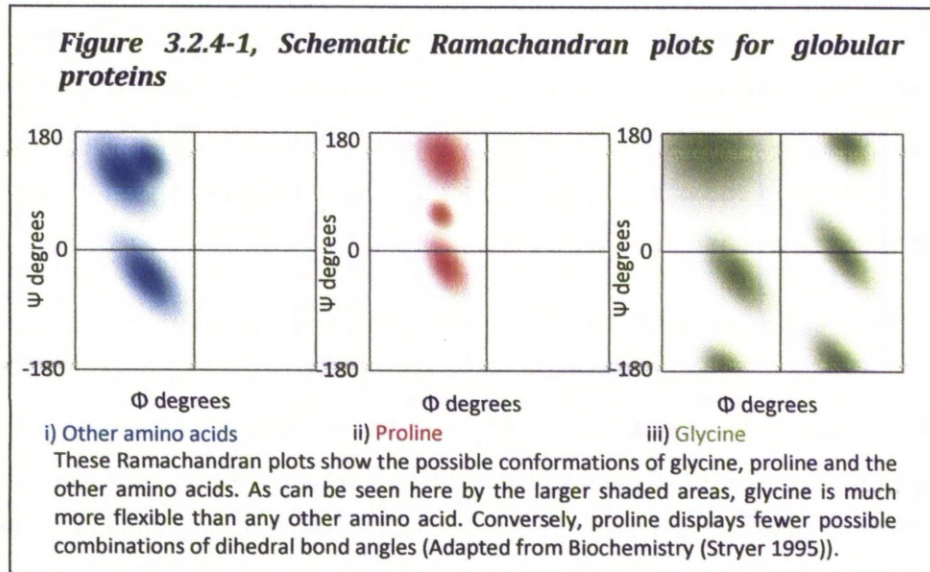 Figure 3.2.4-1, Schematic Ramachandran plots for globular
proteins
180
0
-180
Ψ degrees
Φ degrees
i) Other amino acids
180
0
-180
Ψ degrees
Φ degrees
ii) Proline
180
0
-180
Ψ degrees
Φ degrees
iii) Glycine
These Ramachandran plots show the possible conformations of glycine, proline and the
other amino acids. As can be seen here by the larger shaded areas, glycine is much
more flexible than any other amino acid. Conversely, proline displays fewer possible
combinations of dihedral bond angles (Adapted from Biochemistry (Stryer 1995)).